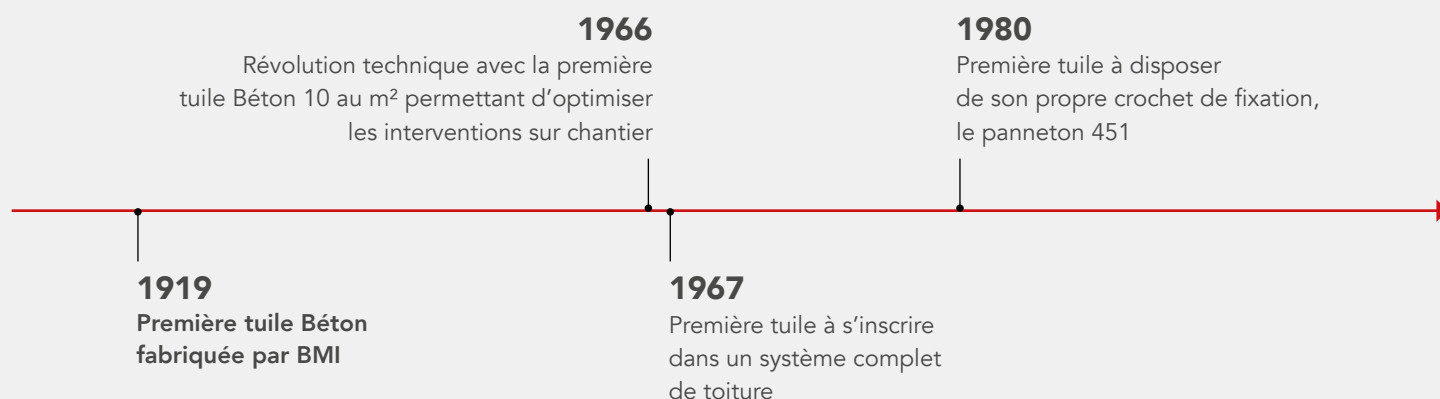 1966
Révolution technique avec la première
tuile Béton 10 au m² permettant d’optimiser
les interventions sur chantier
1980
Première tuile à disposer
de son propre crochet de fixation,
le panneton 451
1919
Première tuile Béton
fabriquée par BMI
1967
Première tuile à s’inscrire
dans un système complet
de toiture